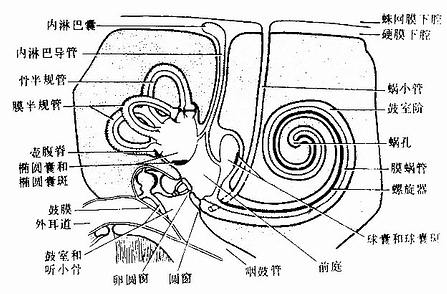 内淋巴囊
内淋巴导管
骨半规管
膜半规管
壶腹脊
椭圆囊和
椭圆囊斑
鼓膜
外耳道
鼓室和
听小骨
卵圆窗
圆窗
咽鼓管
前庭
球囊和球囊斑
螺旋器
膜蜗管
蜗孔
鼓室阶
蜗小管
硬膜下腔
蛛网膜下腔